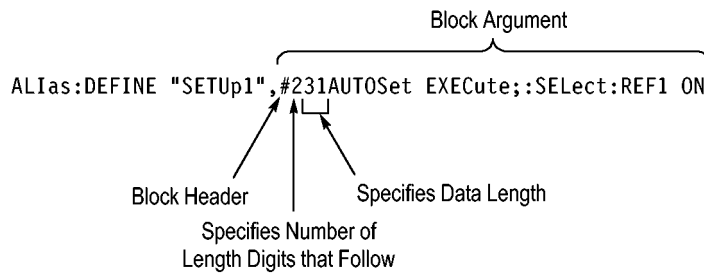 Block Argument
ALIas:DEFINE "SETUp1",#231AUTOSet EXECute;:SELect:REF1 ON
Block Header
Specifies Data Length
Specifies Number of
Length Digits that Follow